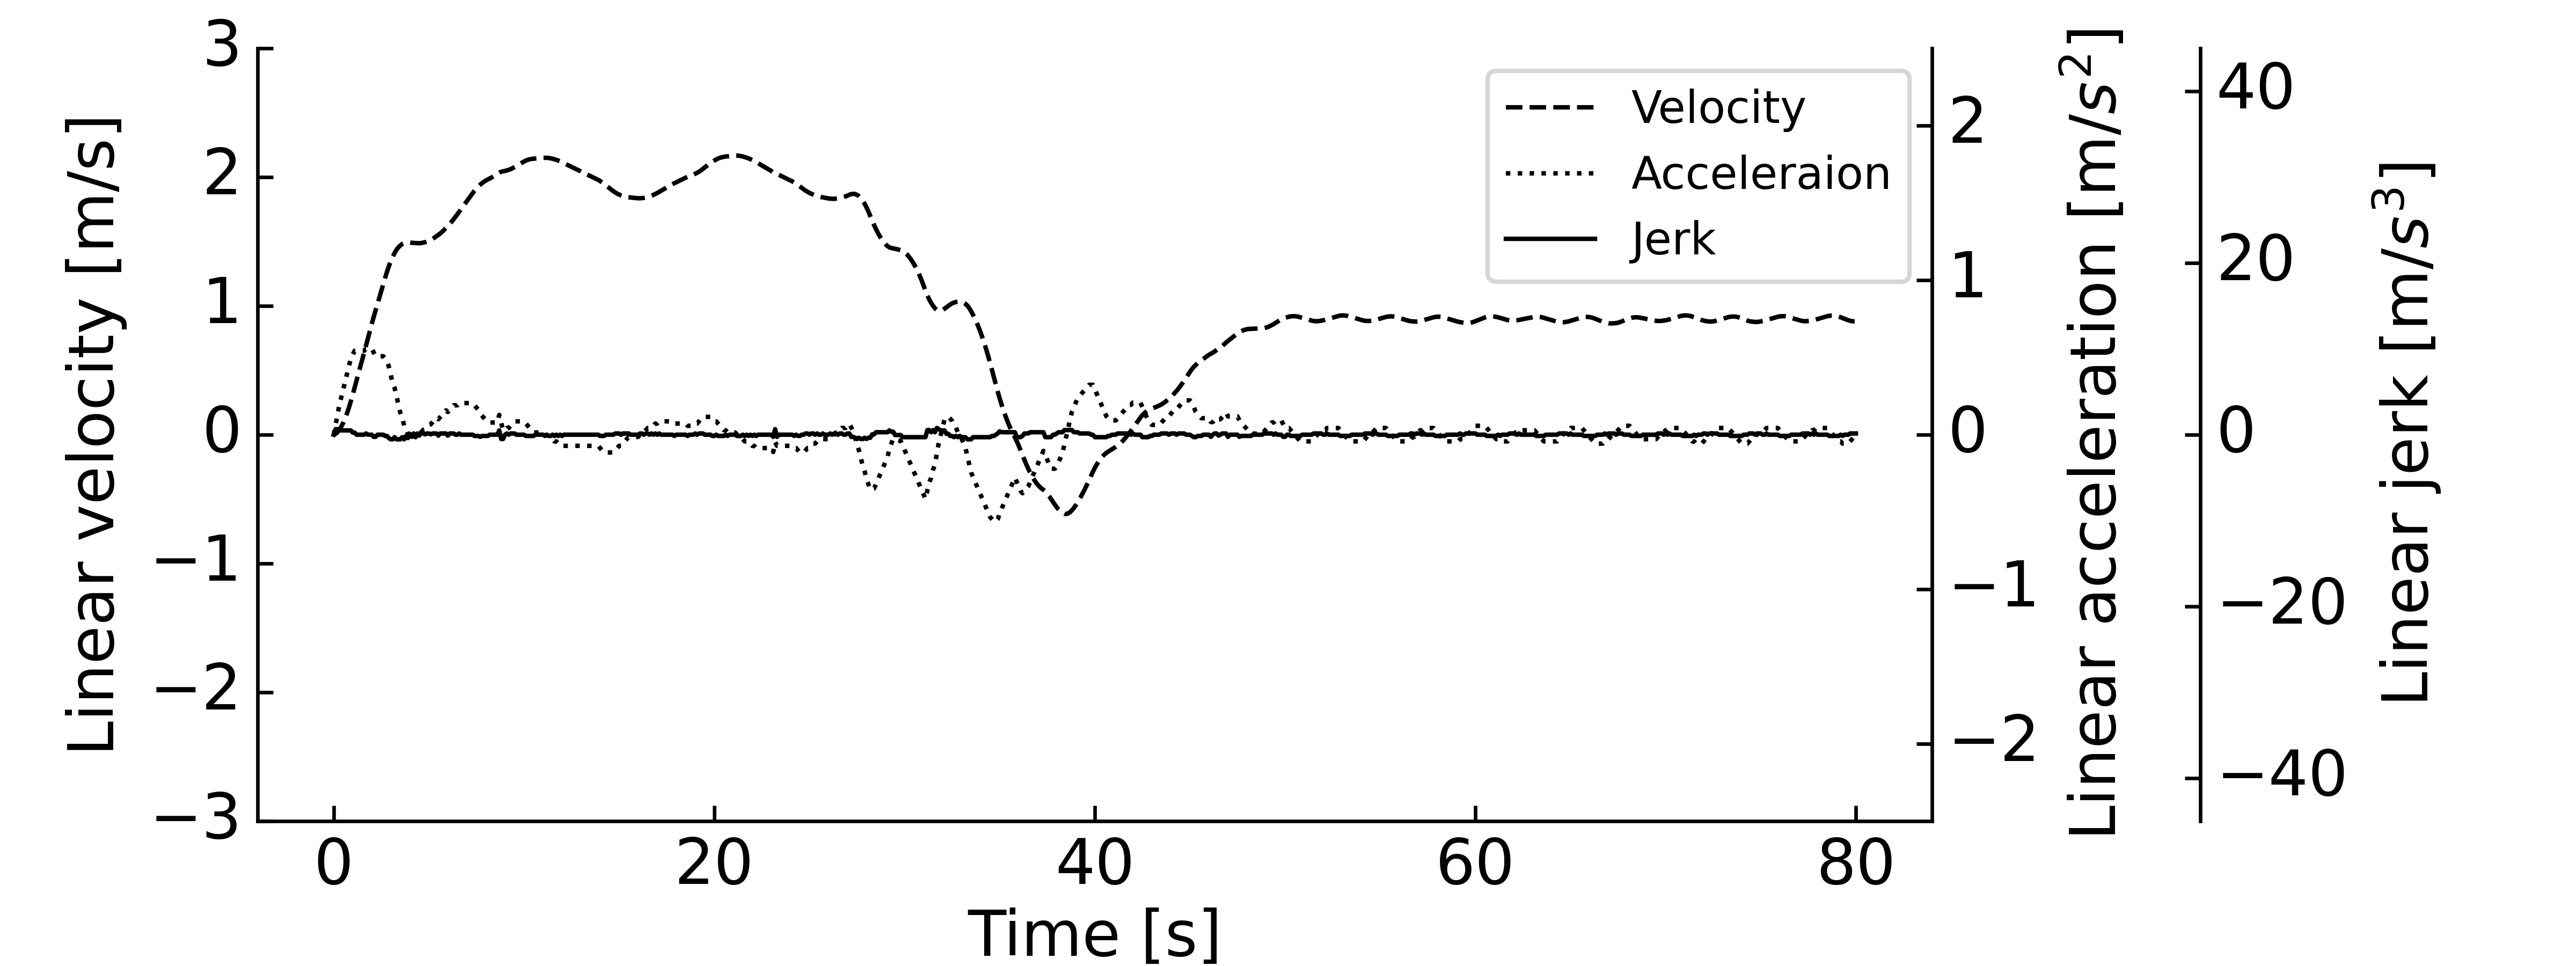 Linear velocity [m/s]
3
2
1
0
−1
−2
−3
0 20 40 60 80
Time [s]
Velocity
Acceleraion
Jerk
2
1
0
−1
−2
Linear acceleration [m/s²]
40
20
0
−20
−40
Linear jerk [m/s³]